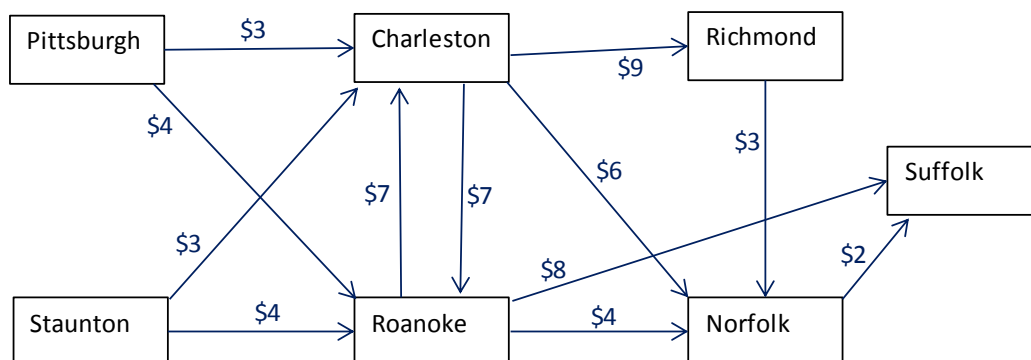 Pittsburgh
$3
Charleston
$9
Richmond
$4
$3
$6
Suffolk
$7
$7
$3
$8
$2
Staunton
$4
Roanoke
$4
Norfolk